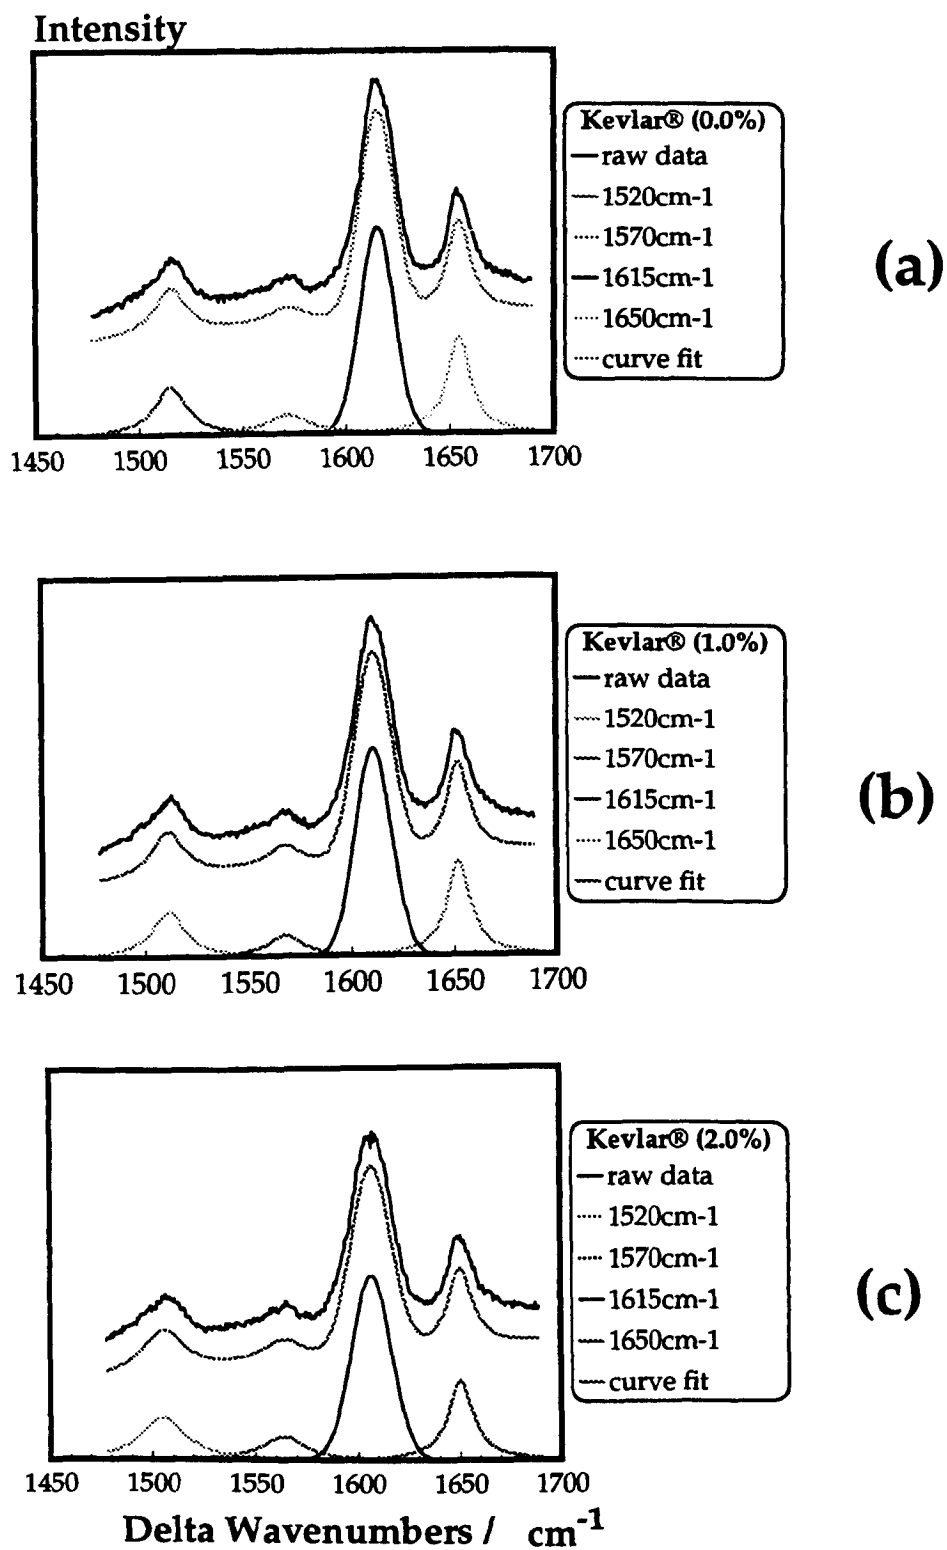 Intensity
Kevlar® (0.0%)
raw data
1520cm-1
1570cm-1
1615cm-1
1650cm-1
curve fit
(a)
1450 1500 1550 1600 1650 1700
Kevlar® (1.0%)
raw data
1520cm-1
1570cm-1
1615cm-1
1650cm-1
curve fit
(b)
1450 1500 1550 1600 1650 1700
Kevlar® (2.0%)
raw data
1520cm-1
1570cm-1
1615cm-1
1650cm-1
curve fit
(c)
1450 1500 1550 1600 1650 1700
Delta Wavenumbers / cm-1